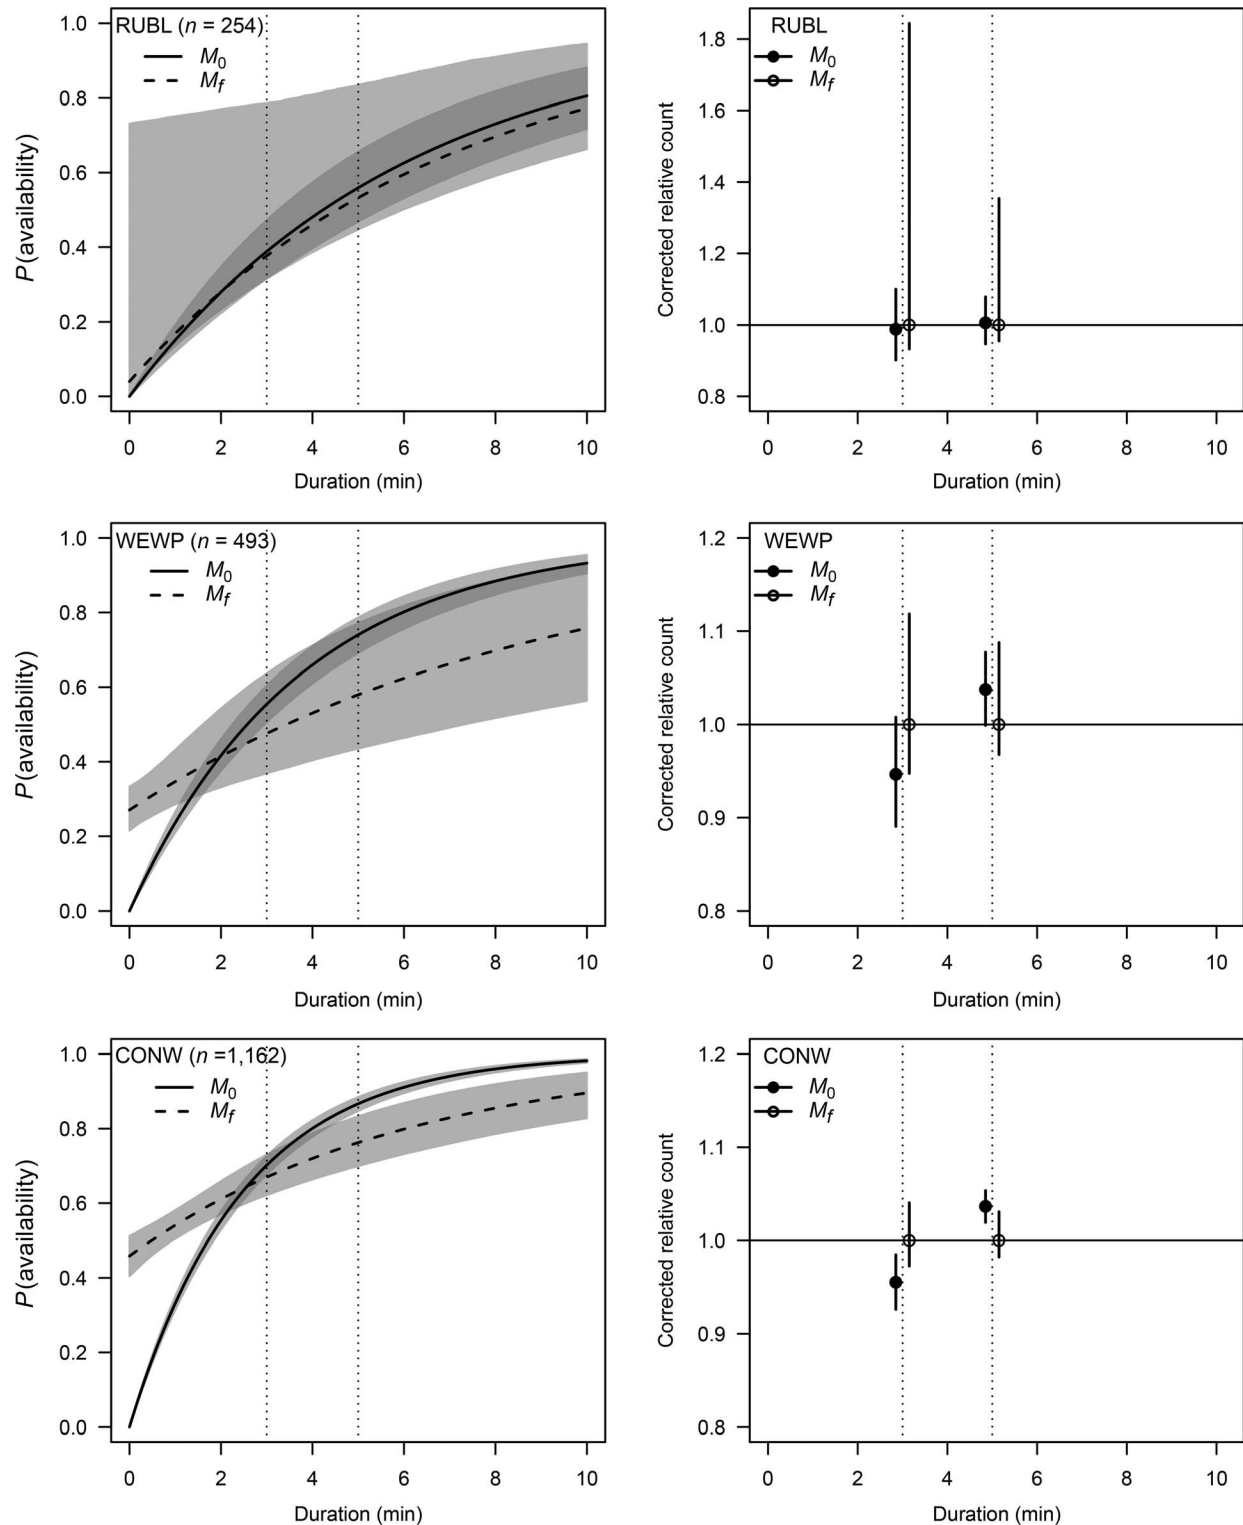 RUBL (n = 254)
M0
Mf
P(availability)
1.0
0.8
0.6
0.4
0.2
0.0
0 2 4 6 8 10
Duration (min)
RUBL
M0
Mf
Corrected relative count
1.8
1.6
1.4
1.2
1.0
0.8
0 2 4 6 8 10
Duration (min)
WEWP (n = 493)
M0
Mf
P(availability)
1.0
0.8
0.6
0.4
0.2
0.0
0 2 4 6 8 10
Duration (min)
WEWP
M0
Mf
Corrected relative count
1.2
1.1
1.0
0.9
0.8
0 2 4 6 8 10
Duration (min)
CONW (n =1,162)
M0
Mf
P(availability)
1.0
0.8
0.6
0.4
0.2
0.0
0 2 4 6 8 10
Duration (min)
CONW
M0
Mf
Corrected relative count
1.2
1.1
1.0
0.9
0.8
0 2 4 6 8 10
Duration (min)